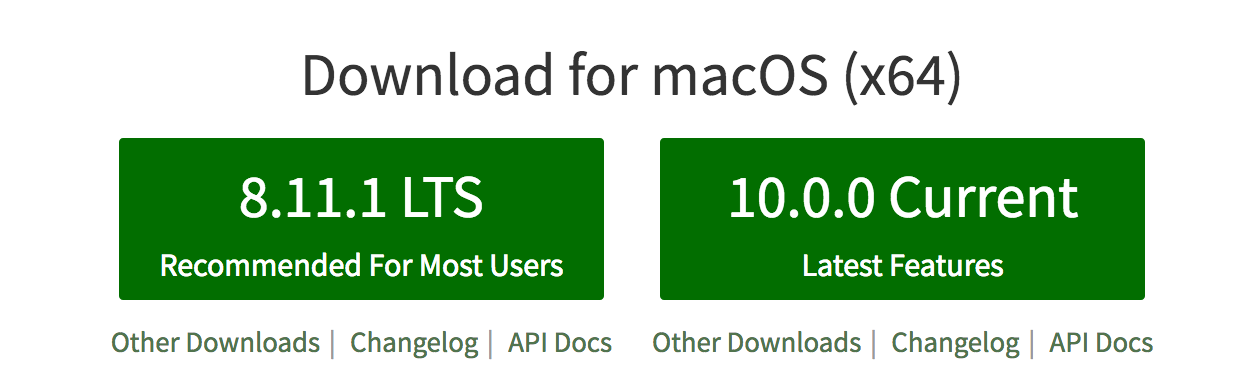 Download for macOS (x64)
8.11.1 LTS
Recommended For Most Users
10.0.0 Current
Latest Features
Other Downloads | Changelog | API Docs
Other Downloads | Changelog | API Docs